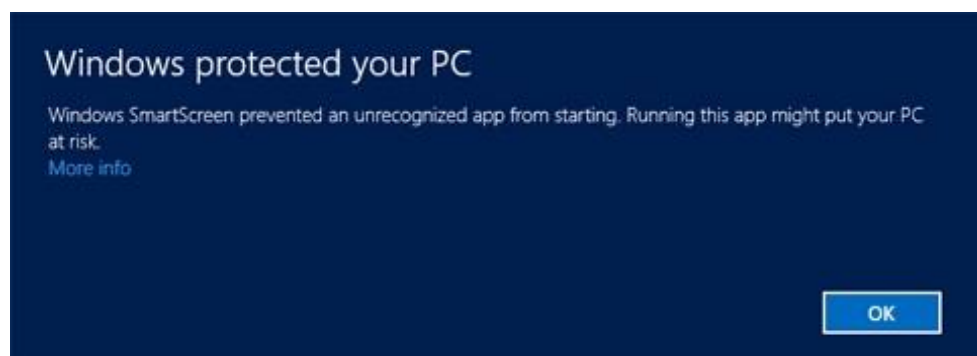 Windows protected your PC
Windows SmartScreen prevented an unrecognized app from starting. Running this app might put your PC
at risk.
More info
OK